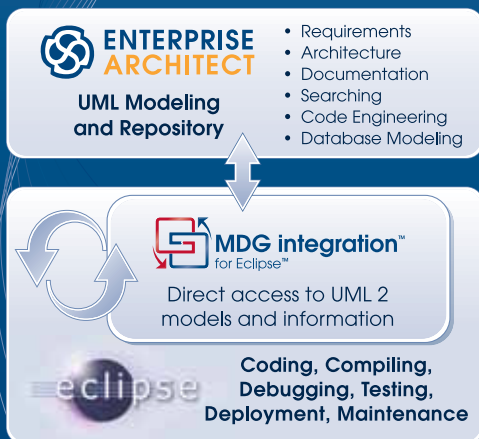 ENTERPRISE
ARCHITECT
UML Modeling
and Repository
• Requirements
• Architecture
• Documentation
• Searching
• Code Engineering
• Database Modeling
MDG integration™
for Eclipse™
Direct access to UML 2
models and information
eclipse
Coding, Compiling,
Debugging, Testing,
Deployment, Maintenance